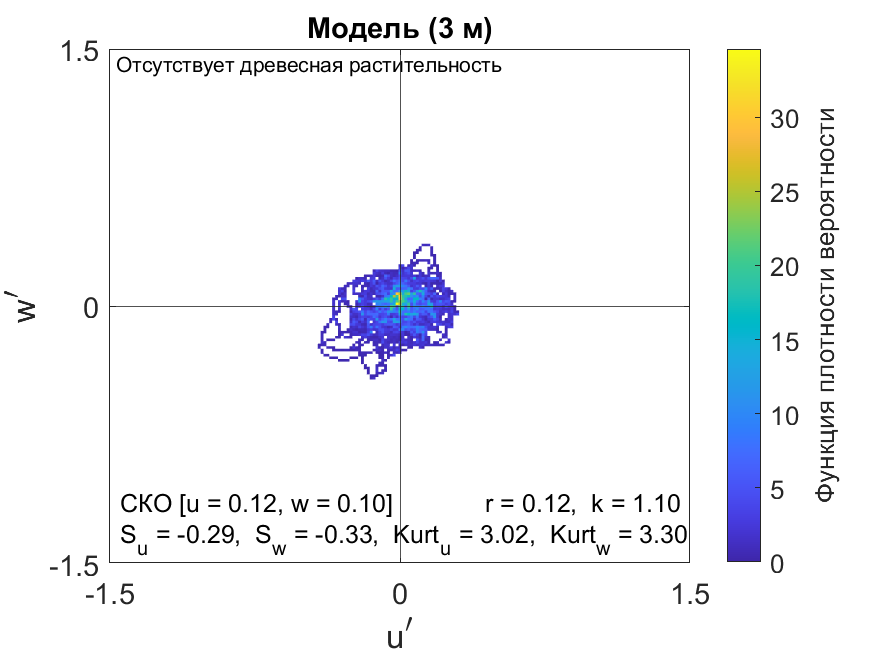 Модель (3 м)
1.5
Отсутствует древесная растительность
w′
0
СКО [u = 0.12, w = 0.10] r = 0.12, k = 1.10
S_u = -0.29, S_w = -0.33, Kurt_u = 3.02, Kurt_w = 3.30
-1.5
-1.5 0 1.5
u′
30
25
20
15
10
5
0
Функция плотности вероятности